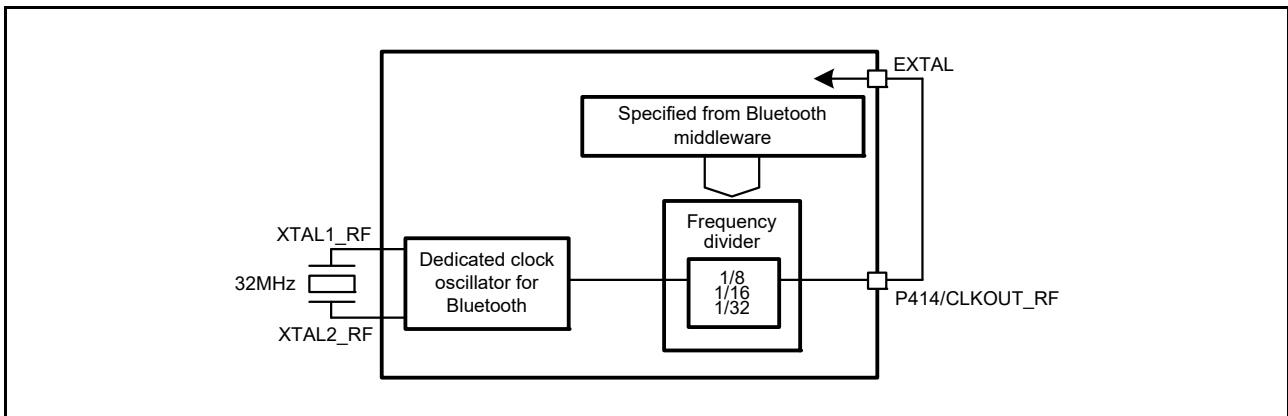 EXTAL
Specified from Bluetooth
middleware
Frequency
divider
XTAL1_RF
Dedicated clock
oscillator for
Bluetooth
32MHz
1/8
1/16
1/32
P414/CLKOUT_RF
XTAL2_RF